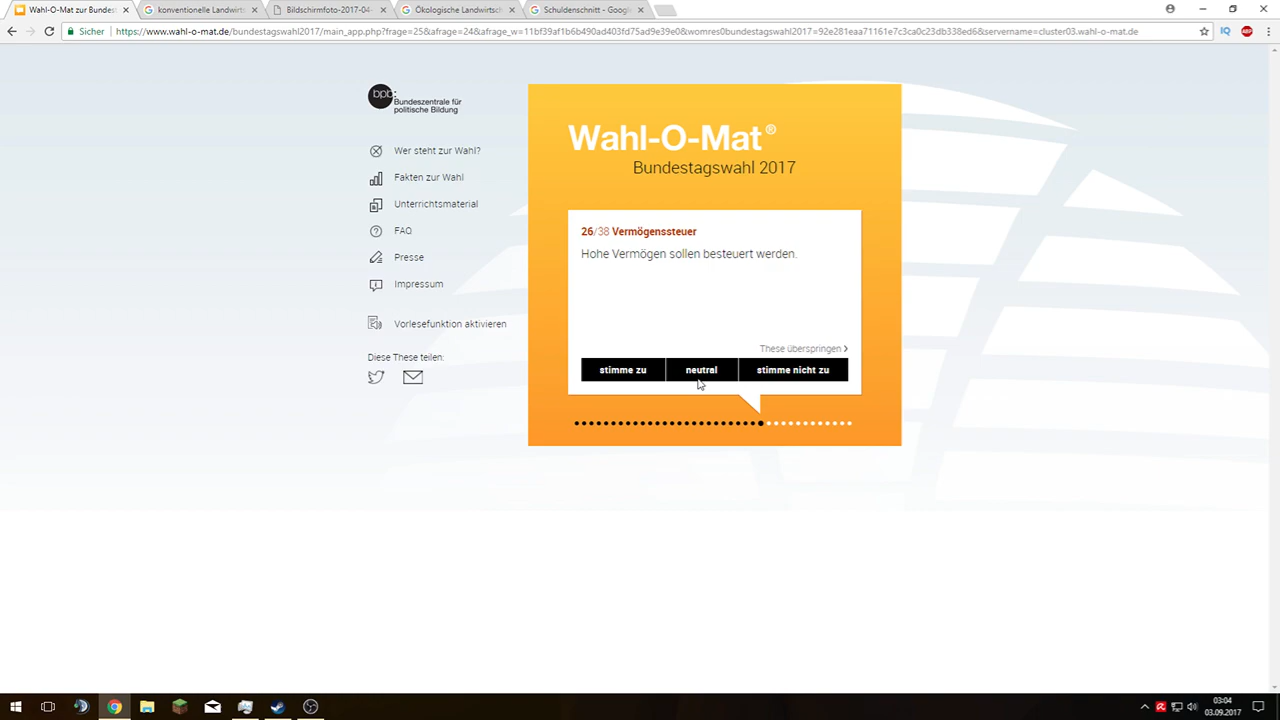 Wahl-O-Mat zur Bundest
konventionelle Landwirts
Bildschirmfoto-2017-04-
Ökologische Landwirtsch
Schuldenschnitt - Google
Sicher
https://www.wahl-o-mat.de/bundestagswahl2017/main_app.php?frage=25&afrage=24&afrage_w=11bf39af1b6b490ad403fd75ad9e39e0&womres0bundestagswahl2017=92e281eaa71161e7c3ca0c23db338ed6&servername=cluster03.wahl-o-mat.de
bpb:
Bundeszentrale für
politische Bildung
Wer steht zur Wahl?
Fakten zur Wahl
Unterrichtsmaterial
FAQ
Presse
Impressum
Vorlesefunktion aktivieren
Diese These teilen:
Wahl-O-Mat®
Bundestagswahl 2017
26/38 Vermögenssteuer
Hohe Vermögen sollen besteuert werden.
These überspringen
stimme zu
neutral
stimme nicht zu
03:04
03.09.2017